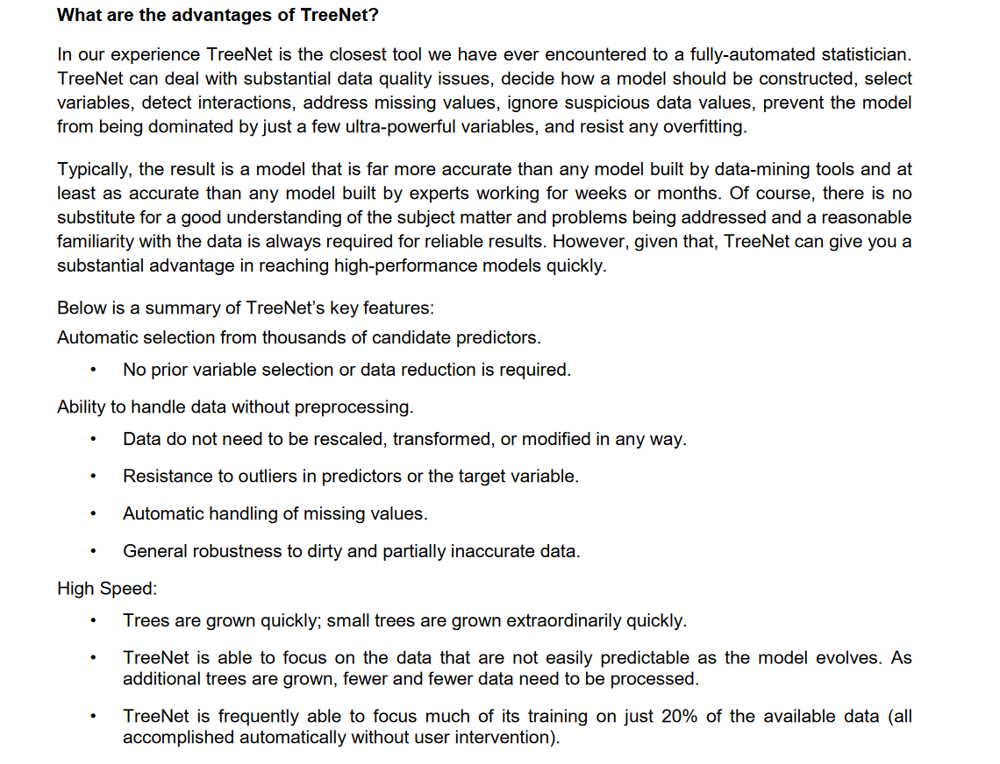 What are the advantages of TreeNet?
In our experience TreeNet is the closest tool we have ever encountered to a fully-automated statistician.
TreeNet can deal with substantial data quality issues, decide how a model should be constructed, select
variables, detect interactions, address missing values, ignore suspicious data values, prevent the model
from being dominated by just a few ultra-powerful variables, and resist any overfitting.
Typically, the result is a model that is far more accurate than any model built by data-mining tools and at
least as accurate than any model built by experts working for weeks or months. Of course, there is no
substitute for a good understanding of the subject matter and problems being addressed and a reasonable
familiarity with the data is always required for reliable results. However, given that, TreeNet can give you a
substantial advantage in reaching high-performance models quickly.
Below is a summary of TreeNet’s key features:
Automatic selection from thousands of candidate predictors.
• No prior variable selection or data reduction is required.
Ability to handle data without preprocessing.
• Data do not need to be rescaled, transformed, or modified in any way.
• Resistance to outliers in predictors or the target variable.
• Automatic handling of missing values.
• General robustness to dirty and partially inaccurate data.
High Speed:
• Trees are grown quickly; small trees are grown extraordinarily quickly.
• TreeNet is able to focus on the data that are not easily predictable as the model evolves. As
additional trees are grown, fewer and fewer data need to be processed.
• TreeNet is frequently able to focus much of its training on just 20% of the available data (all
accomplished automatically without user intervention).